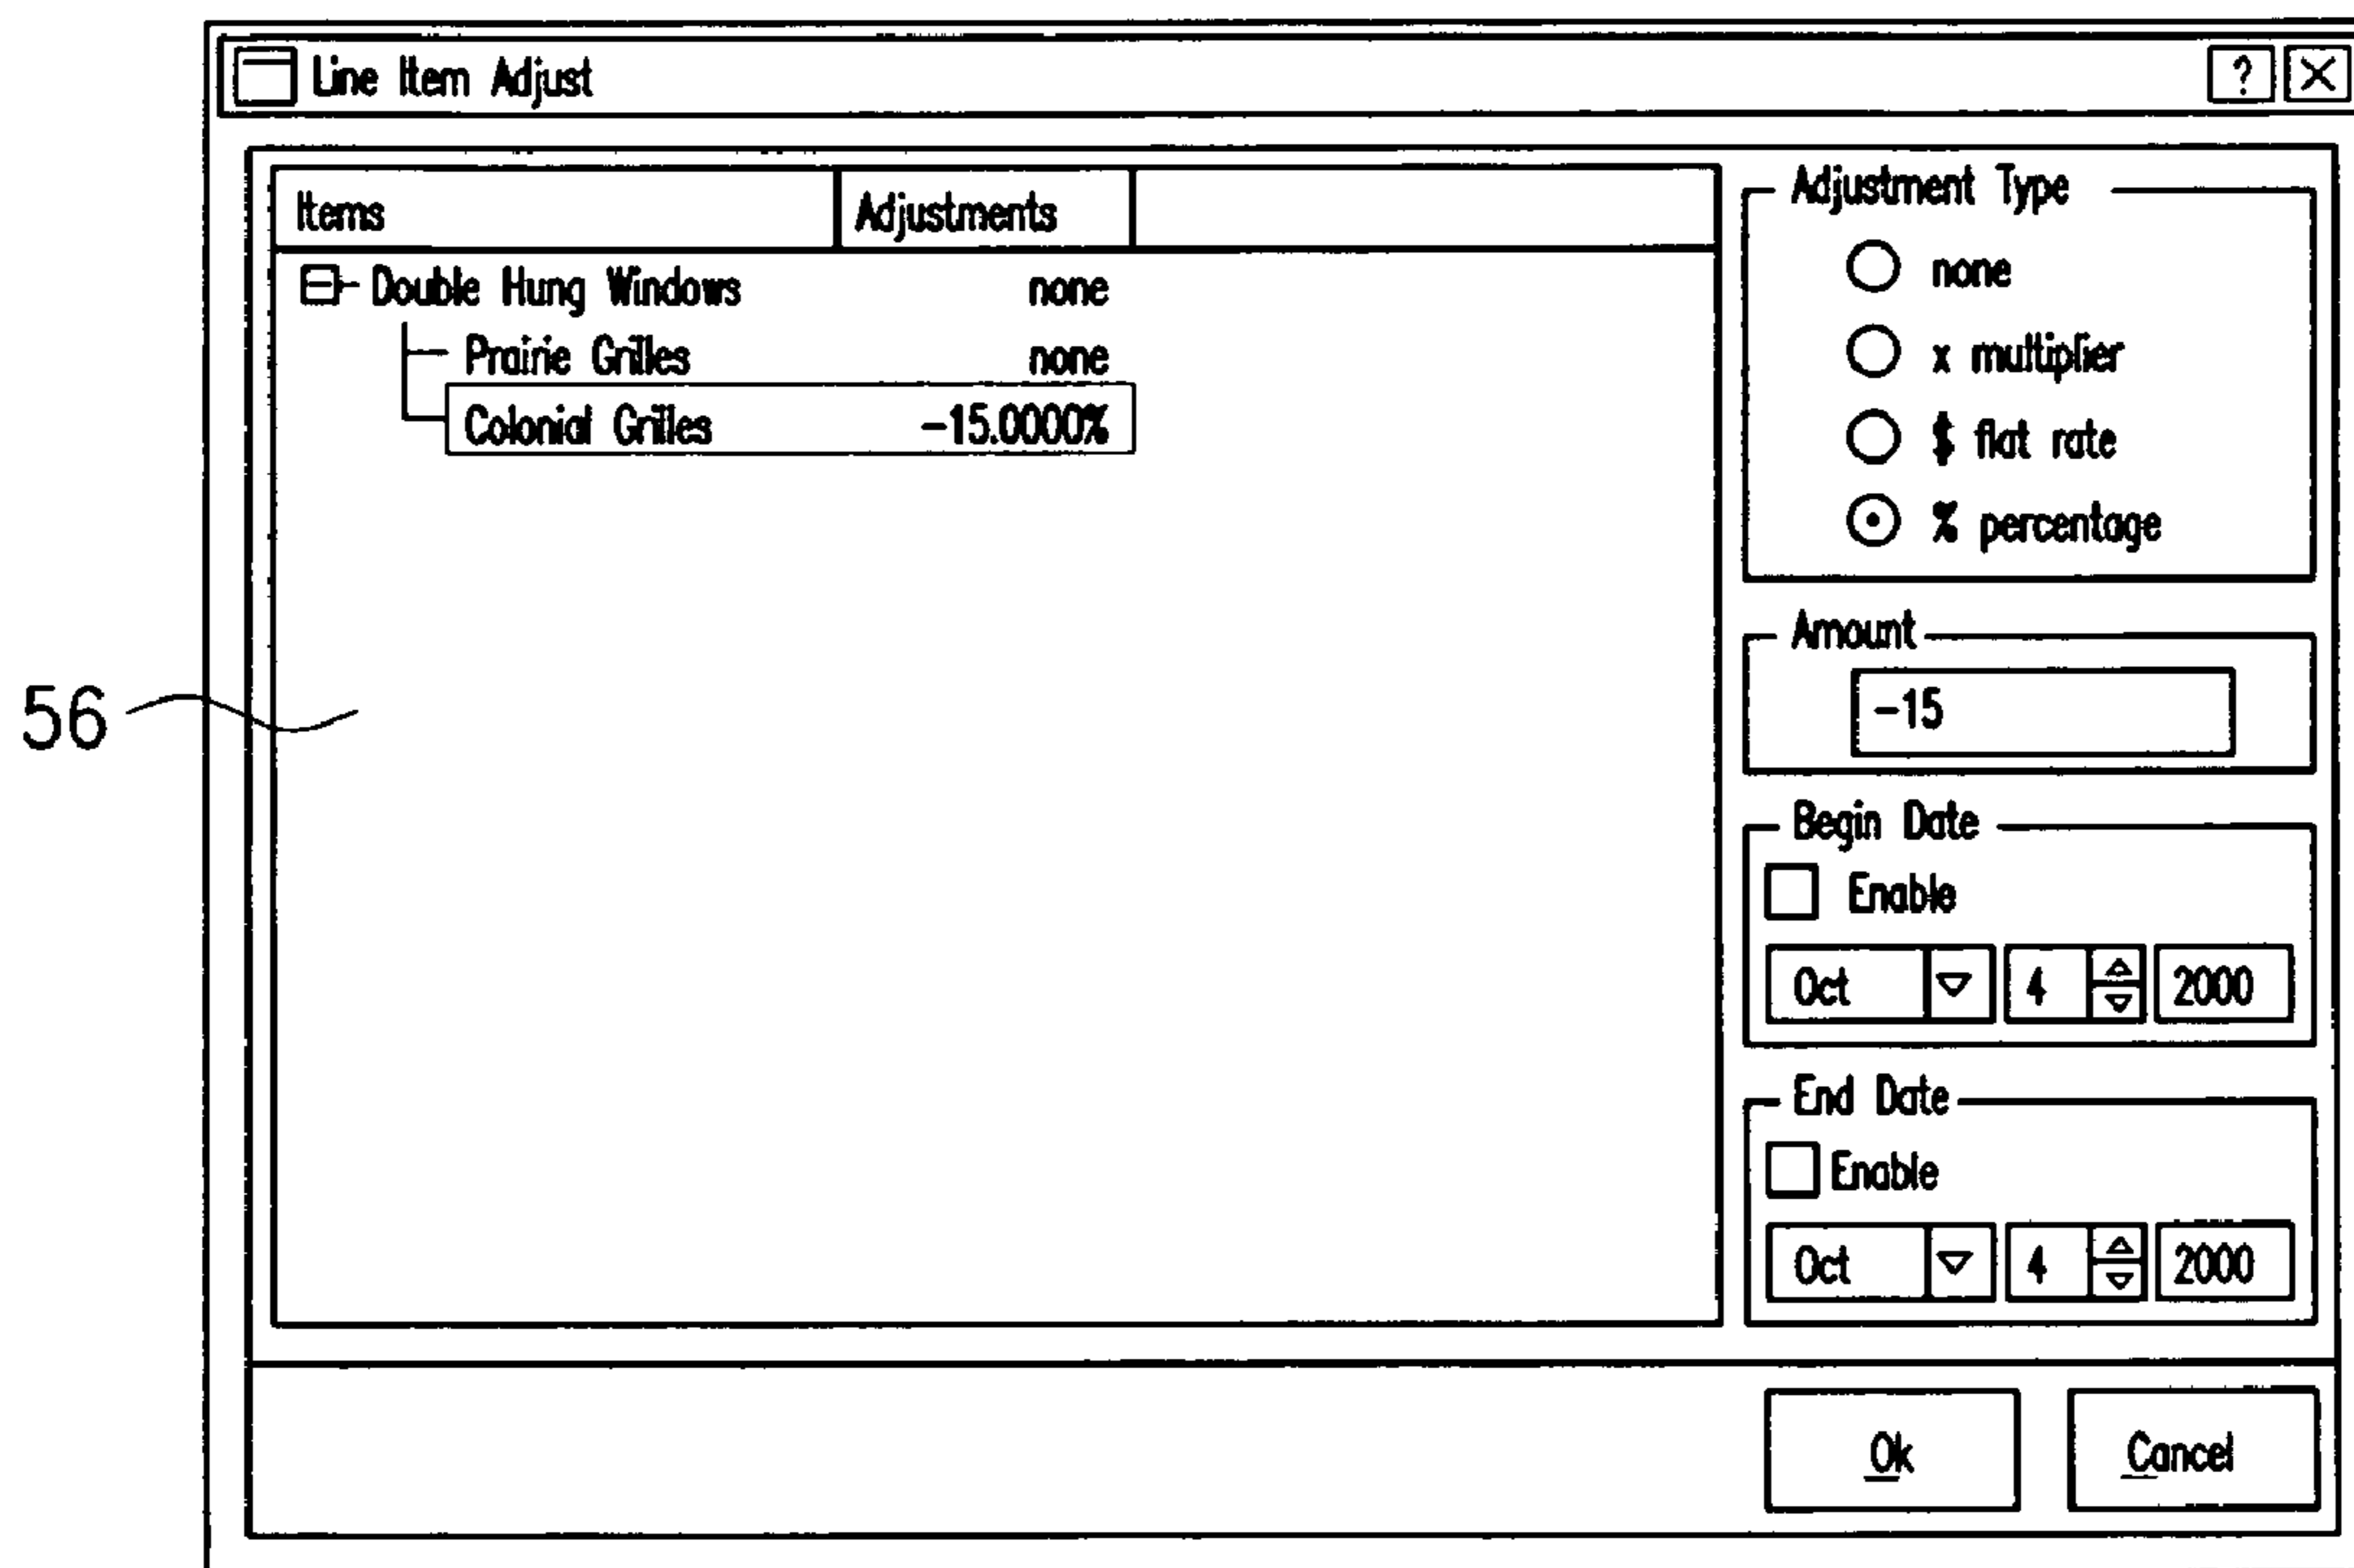 Line Item Adjust ? X
Items Adjustments
Double Hung Windows none
Prairie Grilles none
Colonial Grilles -15.0000%
56
Adjustment Type
none
x multiplier
$ flat rate
% percentage
Amount
-15
Begin Date
Enable
Oct 4 2000
End Date
Enable
Oct 4 2000
Ok Cancel